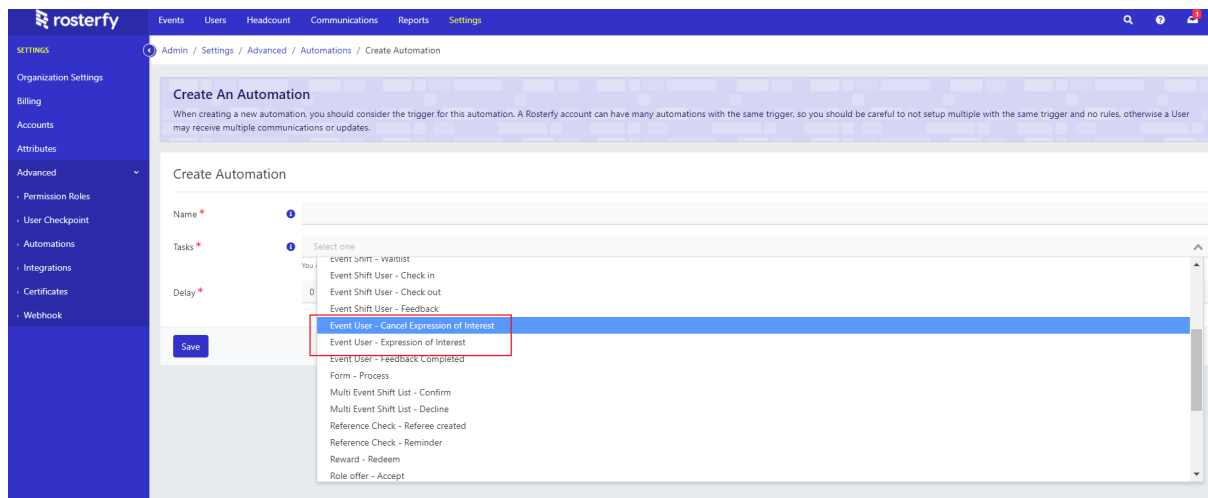 rosterfy
Events Users Headcount Communications Reports Settings
1
SETTINGS
Admin / Settings / Advanced / Automations / Create Automation
Organization Settings
Billing
Accounts
Attributes
Advanced
Permission Roles
User Checkpoint
Automations
Integrations
Certificates
Webhook
Create An Automation
When creating a new automation, you should consider the trigger for this automation. A Rosterfy account can have many automations with the same trigger, so you should be careful to not setup multiple with the same trigger and no rules, otherwise a User
may receive multiple communications or updates.
Create Automation
Name *
Tasks *
Select one
You
Event Shift - Waitlist
Event Shift User - Check in
Event Shift User - Check out
Event Shift User - Feedback
Event User - Cancel Expression of Interest
Event User - Expression of Interest
Event User - Feedback Completed
Form - Process
Multi Event Shift List - Confirm
Multi Event Shift List - Decline
Reference Check - Referee created
Reference Check - Reminder
Reward - Redeem
Role offer - Accept
Delay *
0
Save